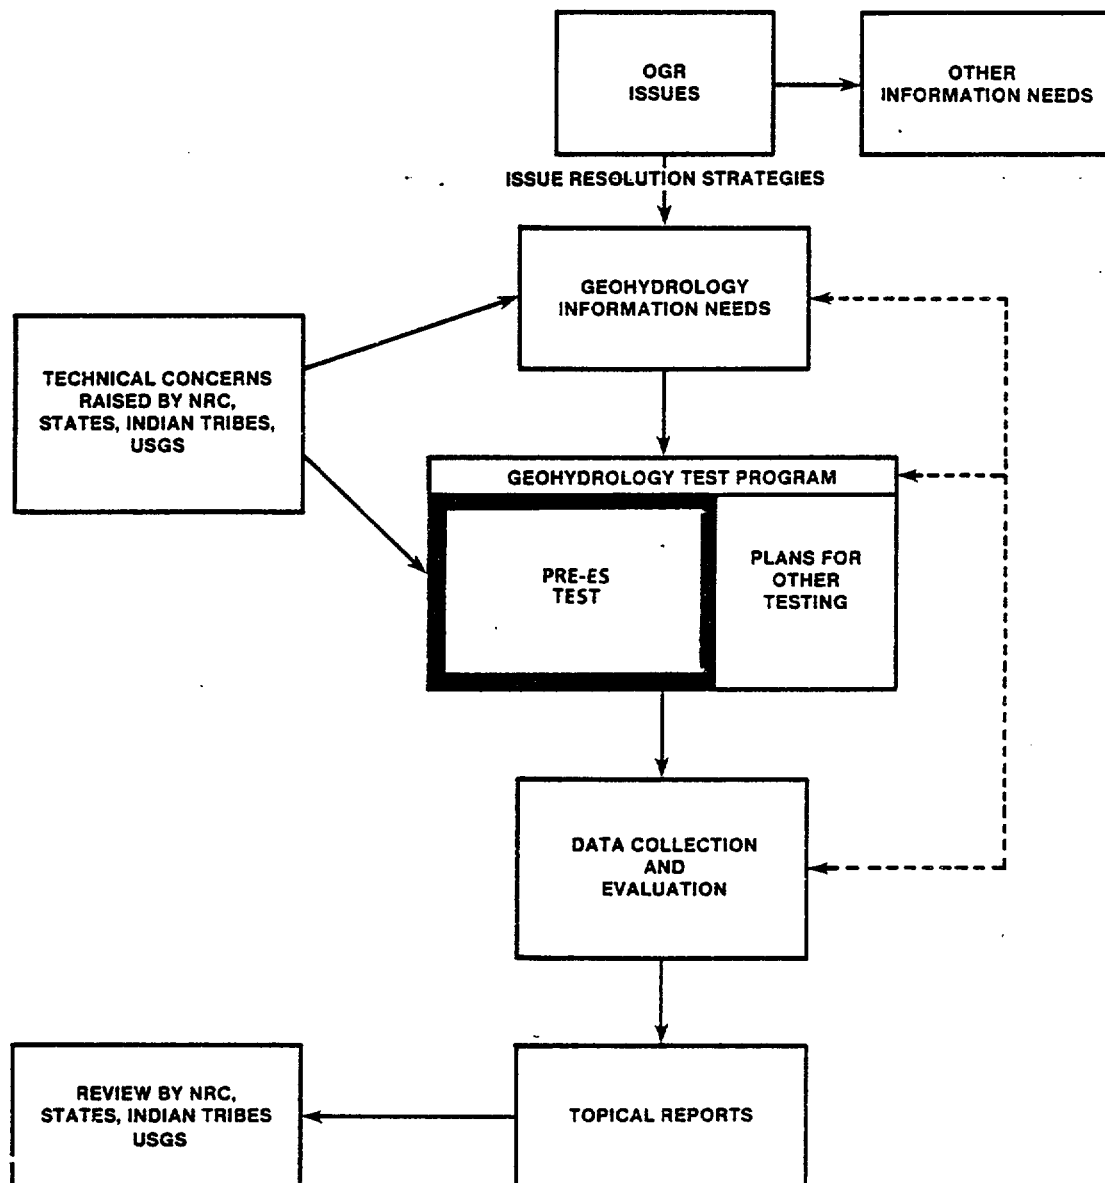 OGR
ISSUES
OTHER
INFORMATION NEEDS
ISSUE RESOLUTION STRATEGIES
GEOHYDROLOGY
INFORMATION NEEDS
TECHNICAL CONCERNS
RAISED BY NRC,
STATES, INDIAN TRIBES,
USGS
GEOHYDROLOGY TEST PROGRAM
PRE-ES
TEST
PLANS FOR
OTHER
TESTING
DATA COLLECTION
AND
EVALUATION
REVIEW BY NRC,
STATES, INDIAN TRIBES
USGS
TOPICAL REPORTS